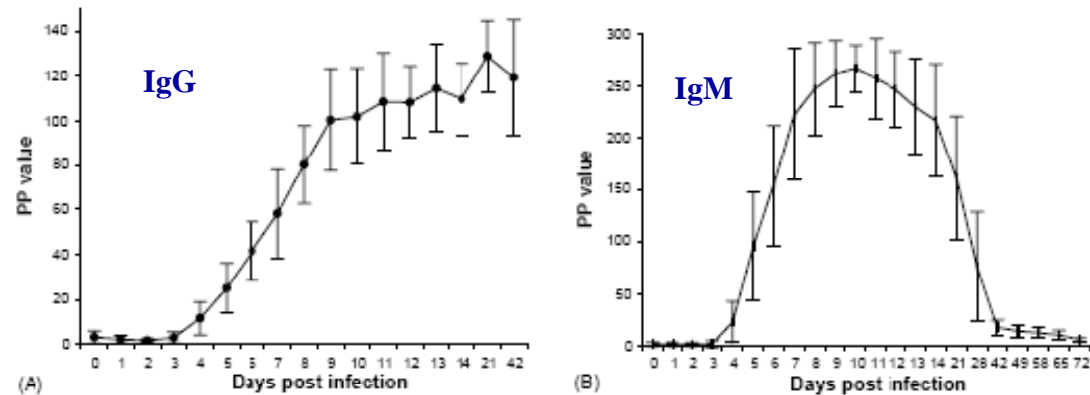 140
120
100
80
60
40
20
0
PP value
IgG
0 1 2 3 4 5 6 7 8 9 10 11 12 13 14 21 42
Days post infection
(A)
300
250
200
150
100
50
0
PP value
IgM
0 1 2 3 4 5 6 7 8 9 10 11 12 13 14 21 28 42 49 58 65 72
Days post infection
(B)